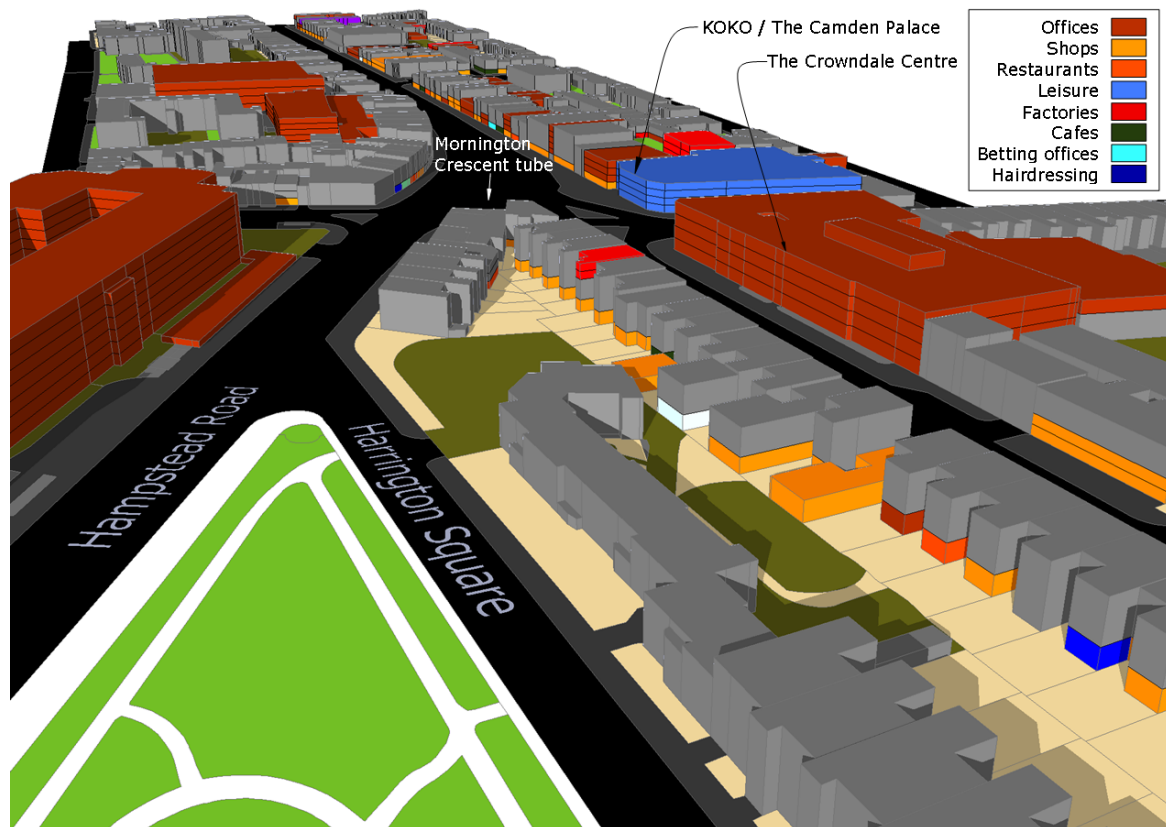 KOKO / The Camden Palace
The Crowndale Centre
Offices
Shops
Restaurants
Leisure
Factories
Cafes
Betting offices
Hairdressing
Mornington
Crescent tube
Hampstead Road
Harrington Square